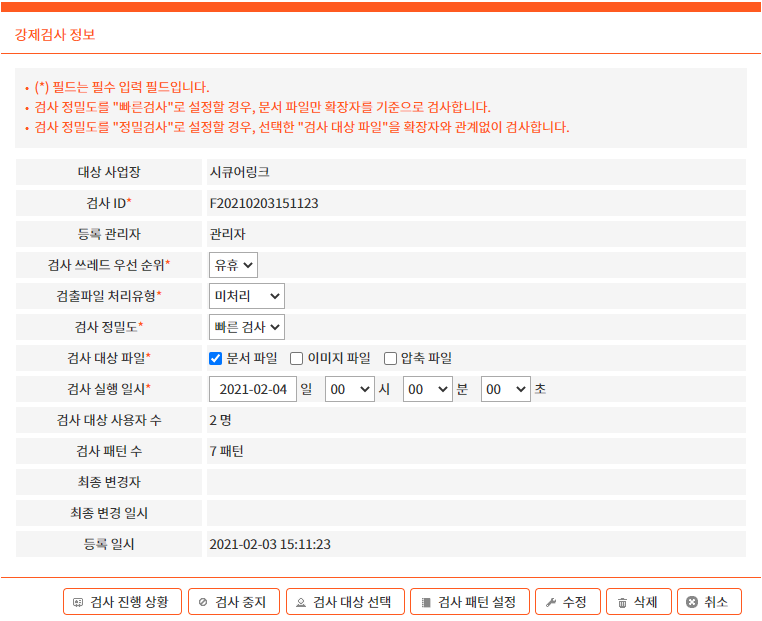 강제검사 정보
• (*) 필드는 필수 입력 필드입니다.
• 검사 정밀도를 "빠른검사"로 설정할 경우, 문서 파일만 확장자를 기준으로 검사합니다.
• 검사 정밀도를 "정밀검사"로 설정할 경우, 선택한 "검사 대상 파일"을 확장자와 관계없이 검사합니다.
대상 사업장 시큐어링크
검사 ID* F20210203151123
등록 관리자 관리자
검사 쓰레드 우선 순위* 유휴
검출파일 처리유형* 미처리
검사 정밀도* 빠른 검사
검사 대상 파일* 문서 파일 이미지 파일 압축 파일
검사 실행 일시* 2021-02-04 일 00 시 00 분 00 초
검사 대상 사용자 수 2 명
검사 패턴 수 7 패턴
최종 변경자
최종 변경 일시
등록 일시 2021-02-03 15:11:23
검사 진행 상황 검사 중지 검사 대상 선택 검사 패턴 설정 수정 삭제 취소